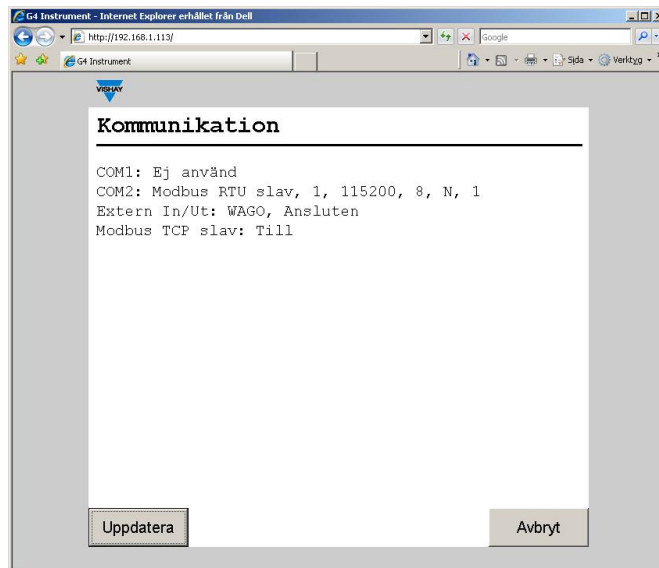 G4 Instrument - Internet Explorer erhållet från Dell
http://192.168.1.113/
Google
G4 Instrument
Sida
Verktyg
VISHAY
Kommunikation
COM1: Ej använd
COM2: Modbus RTU slav, 1, 115200, 8, N, 1
Extern In/Ut: WAGO, Ansluten
Modbus TCP slav: Till
Uppdatera
Avbryt